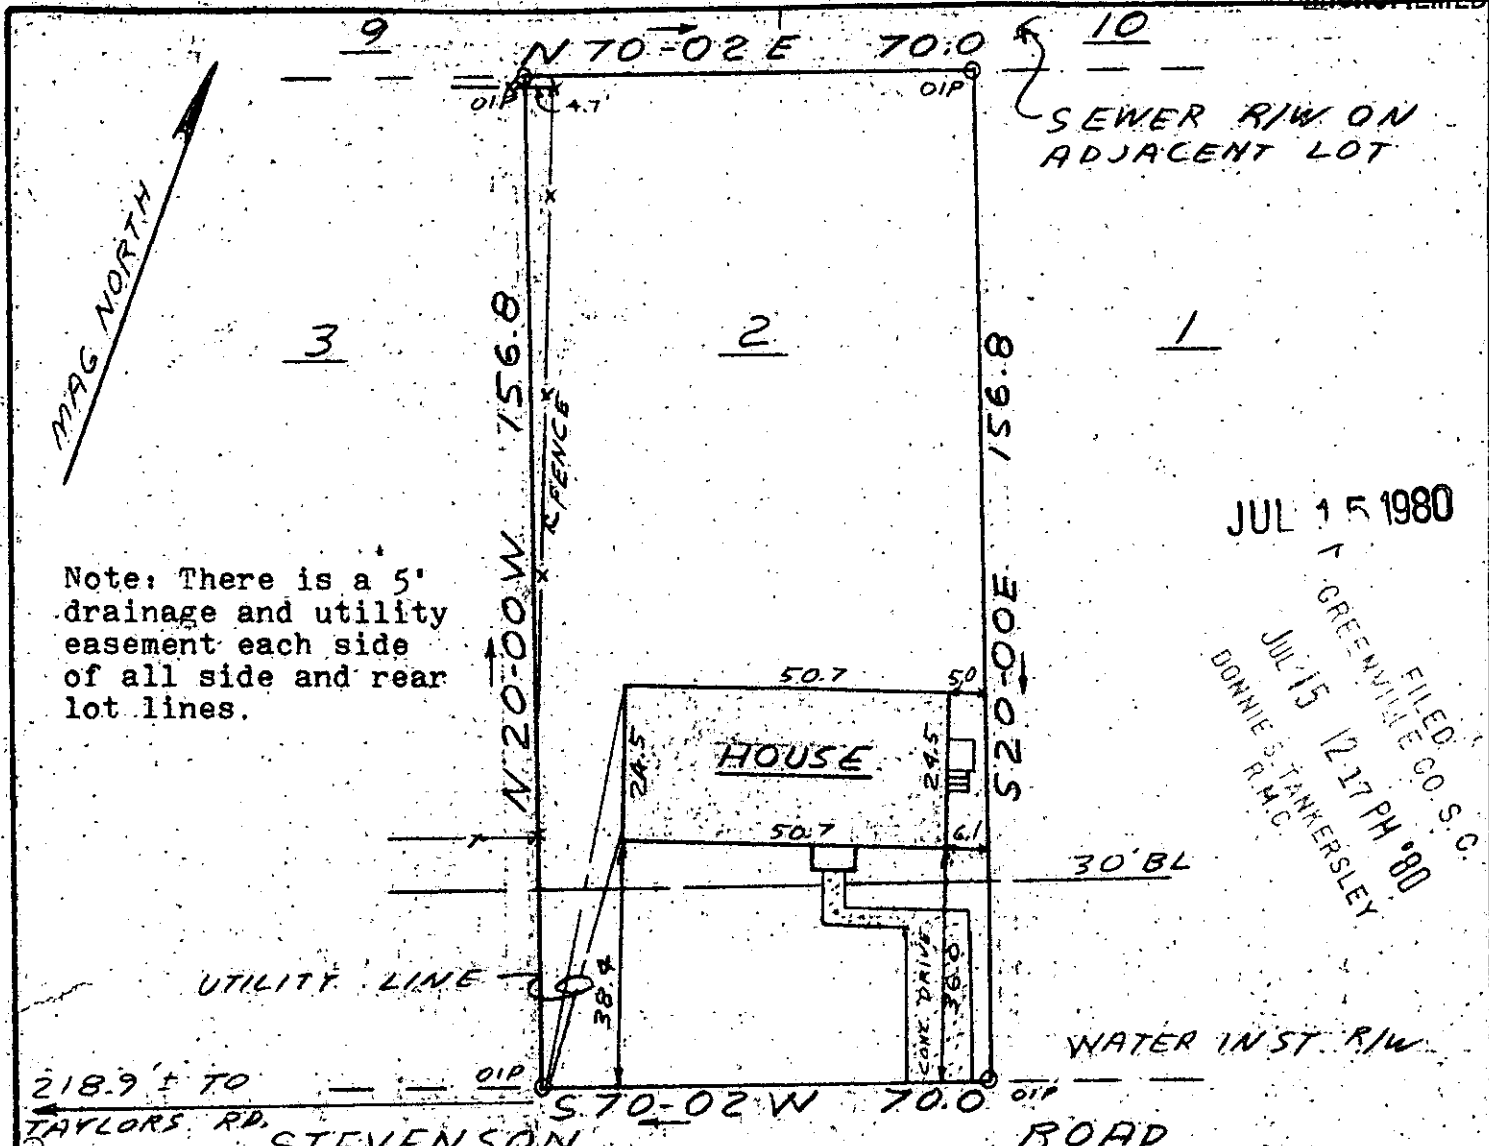 9
N 70-02 E 70.0
10
OIP
4.7
OIP
SEWER R/W ON
ADJACENT LOT
MAG NORTH
3
2
1
N 20-00 W 156.8
FENCE
S 20-00 E 156.8
JUL 15 1980
Note: There is a 5'
drainage and utility
easement each side
of all side and rear
lot lines.
FILED
GREENVILLE CO. S. C.
JUL 15 12 17 PM '80
DONNIE S. TANKERSLEY
R.M.C.
50.7
5.0
24.5
HOUSE
24.5
50.7
6.1
30' BL
UTILITY LINE
38.4
CONC DRIVE
36.0
WATER INST R/W
218.9' ± TO
TAYLORS RD.
OIP
S 70-02 W 70.0
OIP
STEVENSON ROAD